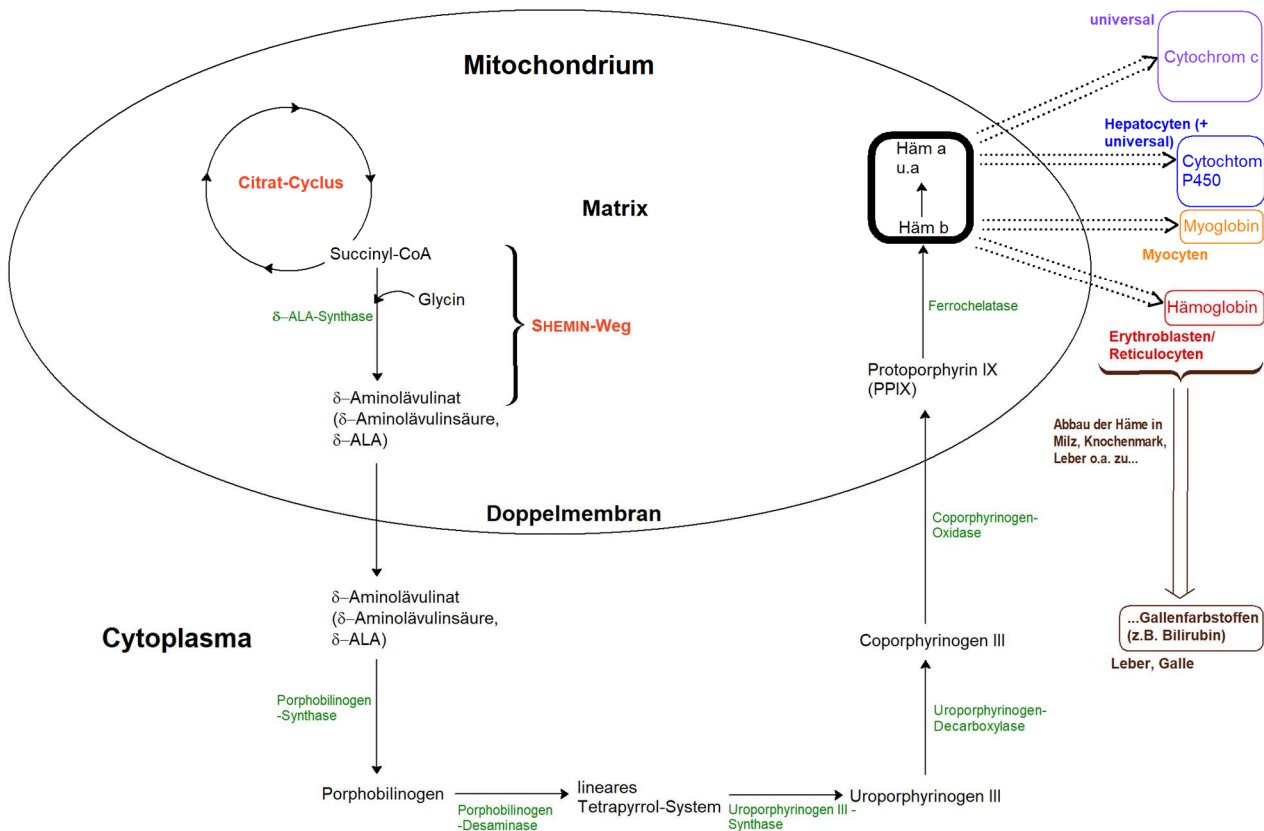 Mitochondrium
Citrat-Cyclus
Matrix
Succinyl-CoA
Glycin
δ–ALA-Synthase
SHEMIN-Weg
δ–Aminolävulinat
(δ–Aminolävulinsäure,
δ–ALA)
Doppelmembran
Cytoplasma
δ–Aminolävulinat
(δ–Aminolävulinsäure,
δ–ALA)
Porphobilinogen
-Synthase
Porphobilinogen
Porphobilinogen
-Desaminase
lineares
Tetrapyrrol-System
Uroporphyrinogen III -
Synthase
Uroporphyrinogen III
Uroporphyrinogen-
Decarboxylase
Coporphyrinogen III
Coporphyrinogen-
Oxidase
Protoporphyrin IX
(PPIX)
Ferrochelatase
Häm a
u.a
Häm b
universal
Cytochrom c
Hepatocyten (+
universal)
Cytochtom
P450
Myoglobin
Myocyten
Hämoglobin
Erythroblasten/
Reticulocyten
Abbau der Häme in
Milz, Knochenmark,
Leber o.a. zu...
...Gallenfarbstoffen
(z.B. Bilirubin)
Leber, Galle